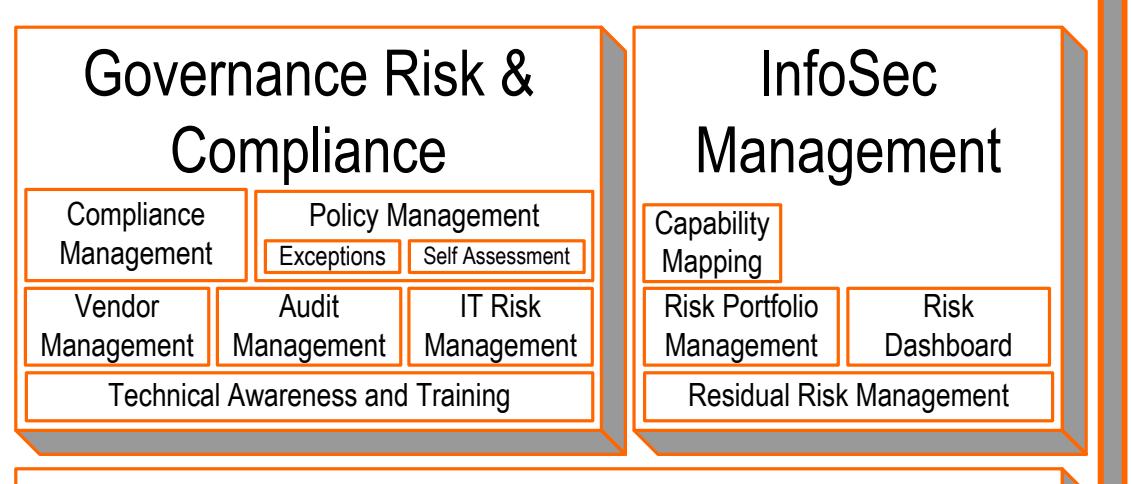 Governance Risk &
Compliance
Compliance
Management
Policy Management
Exceptions
Self Assessment
Vendor
Management
Audit
Management
IT Risk
Management
Technical Awareness and Training
InfoSec
Management
Capability
Mapping
Risk Portfolio
Management
Risk
Dashboard
Residual Risk Management